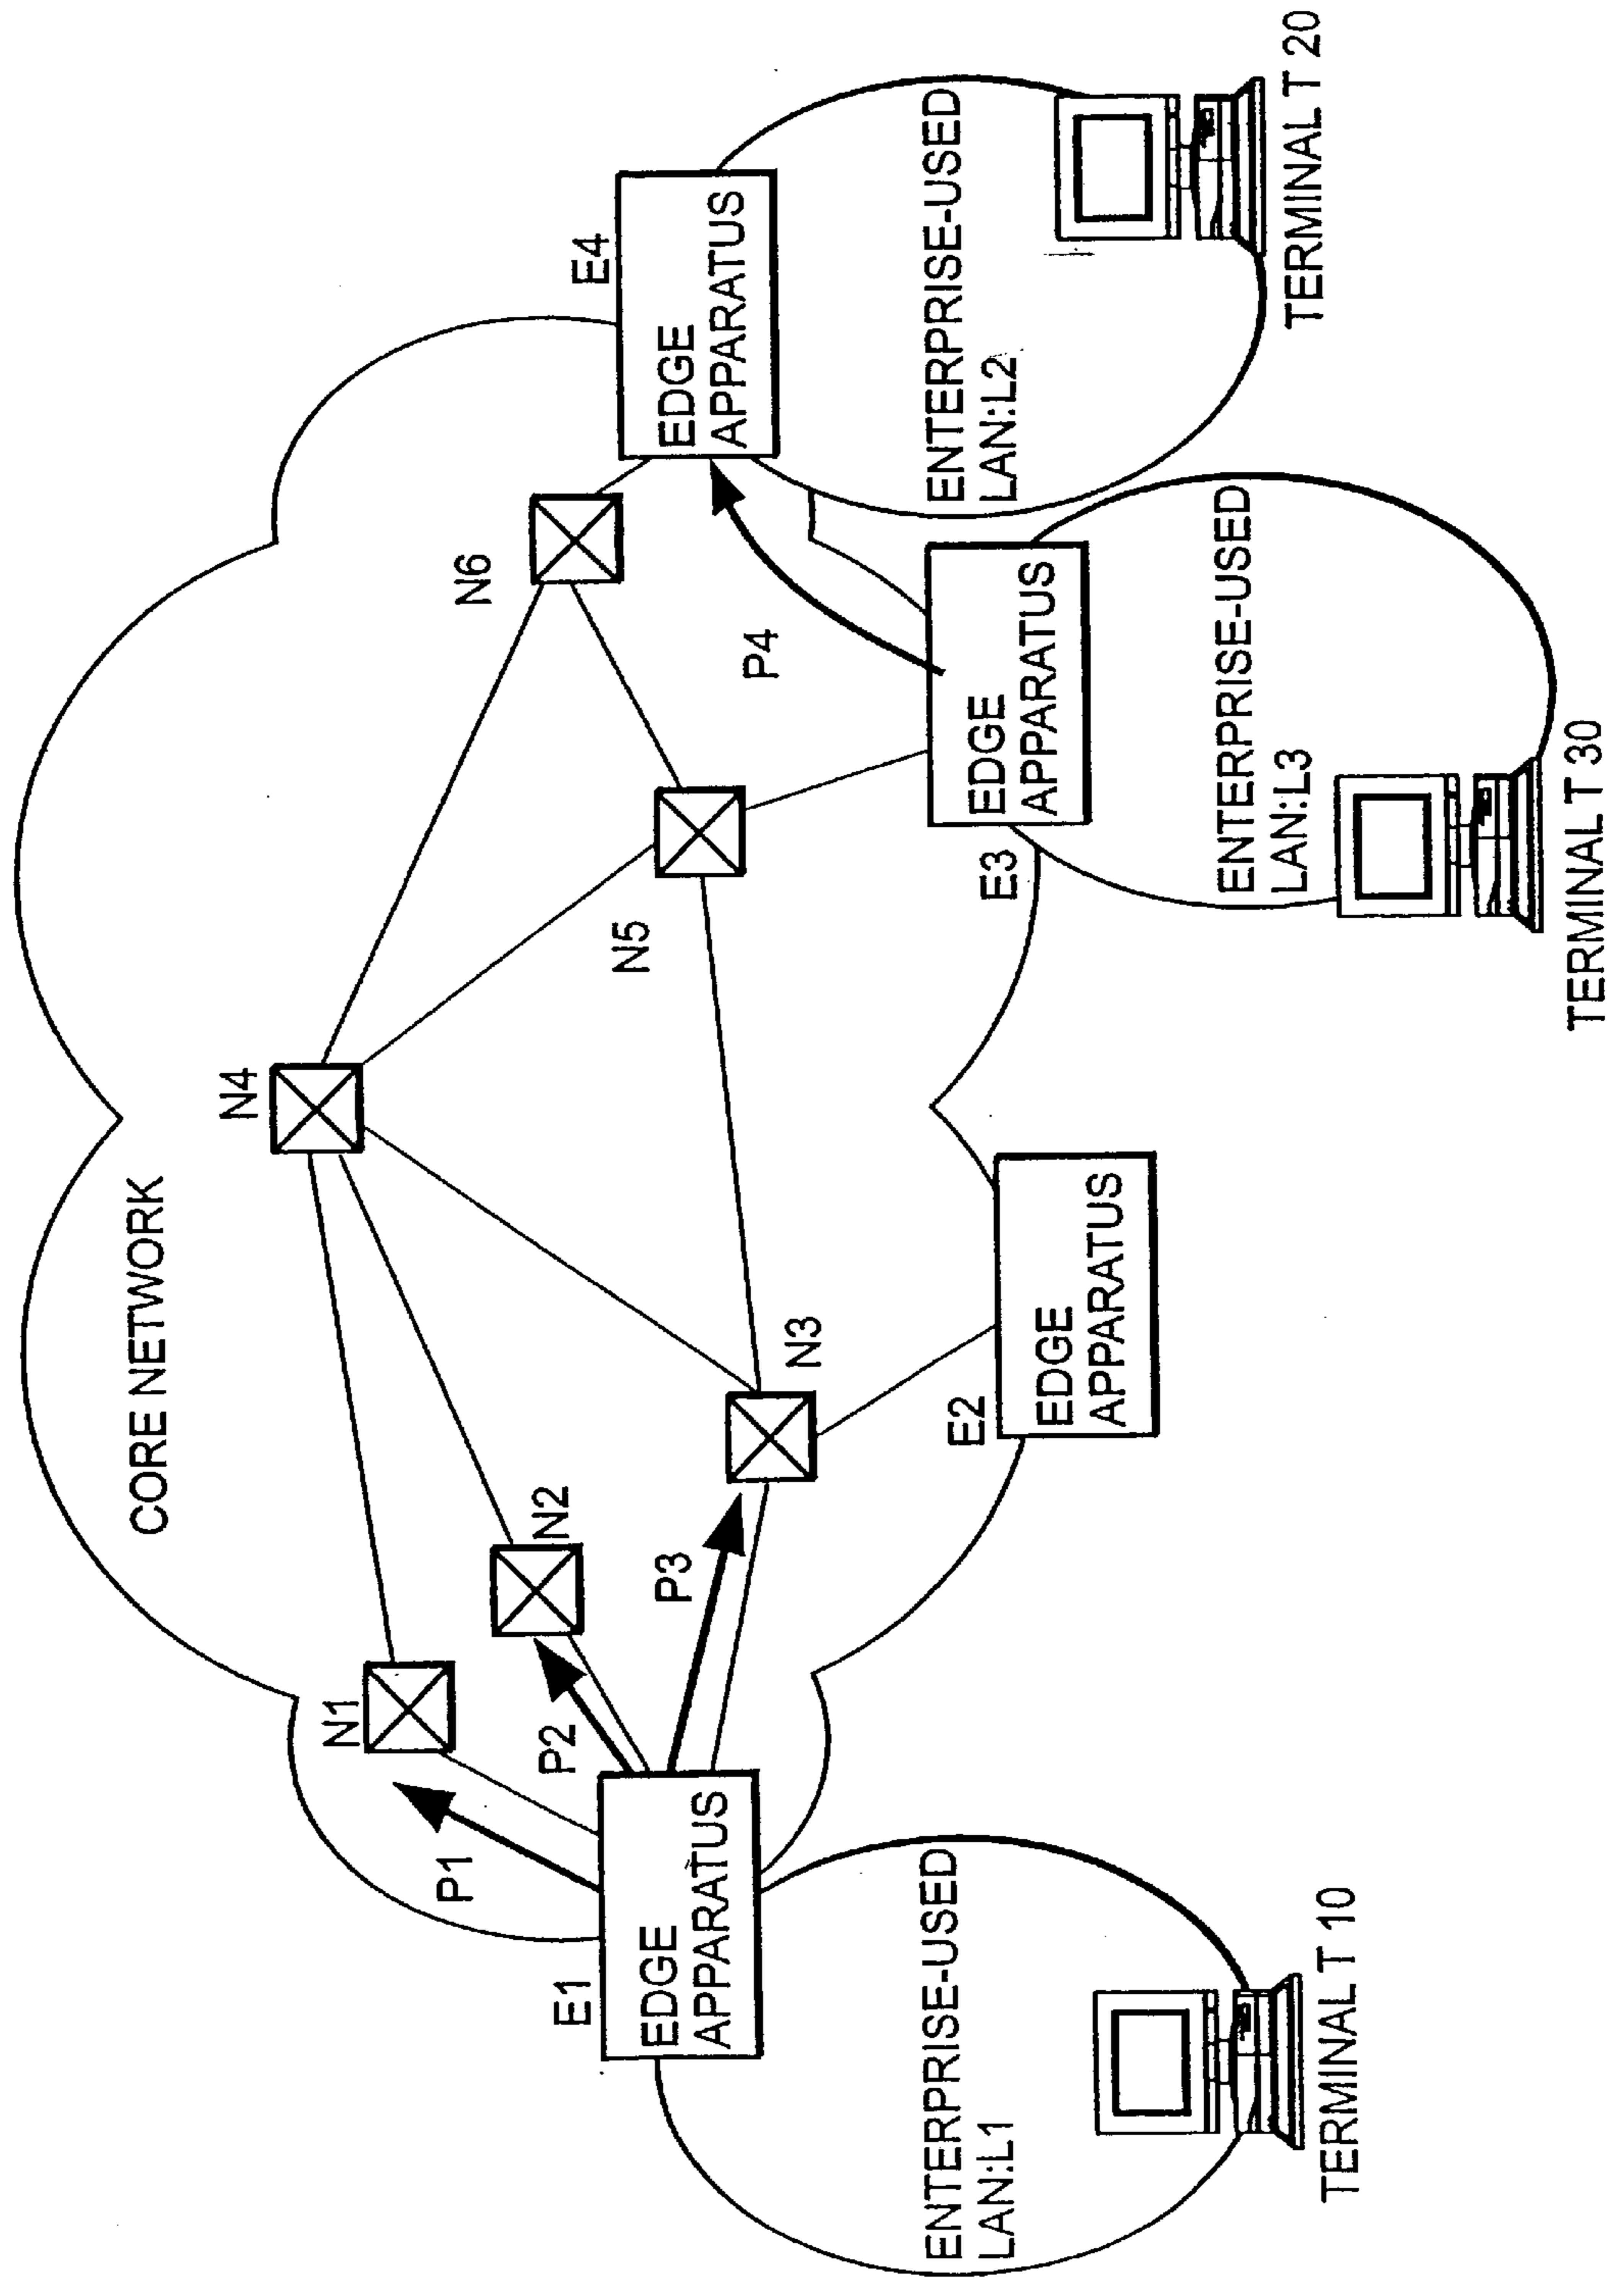 CORE NETWORK
N4
N1
N6
P1
N2
E4
P2
N5
EDGE
APPARATUS
E1
P3
P4
EDGE
APPARATUS
N3
E3
E2
EDGE
APPARATUS
EDGE
APPARATUS
ENTERPRISE-USED
LAN:L1
ENTERPRISE-USED
LAN:L2
ENTERPRISE-USED
LAN:L3
TERMINAL T 10
TERMINAL T 20
TERMINAL T 30